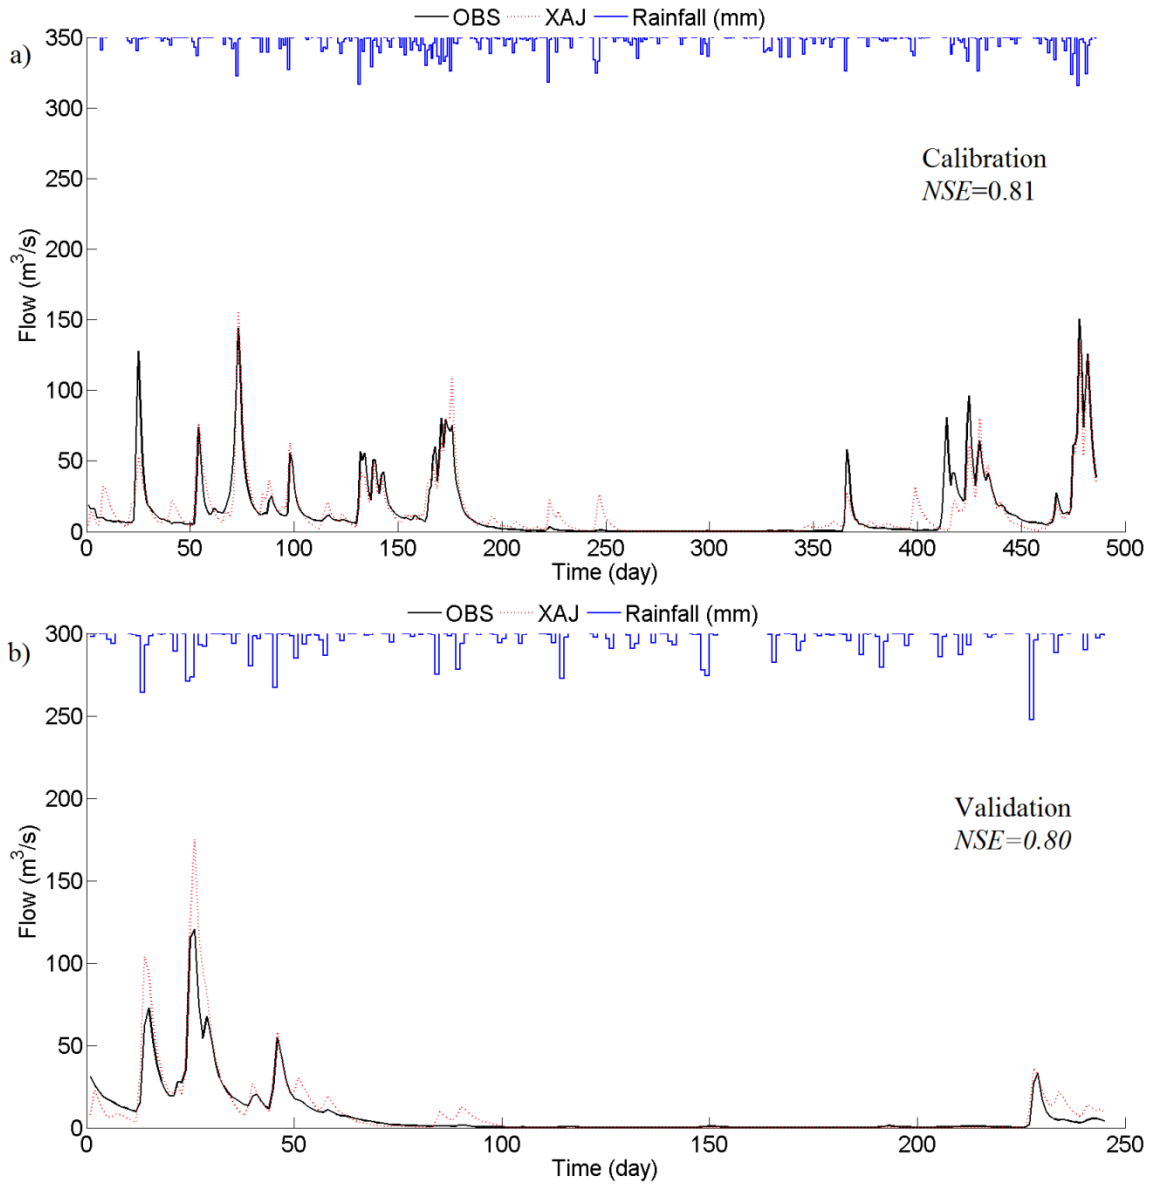 OBS XAJ Rainfall (mm)
a)
350
300
250
200
150
100
50
0
Flow (m³/s)
Calibration
NSE=0.81
0 50 100 150 200 250 300 350 400 450 500
Time (day)
OBS XAJ Rainfall (mm)
b)
300
250
200
150
100
50
0
Flow (m³/s)
Validation
NSE=0.80
0 50 100 150 200 250
Time (day)